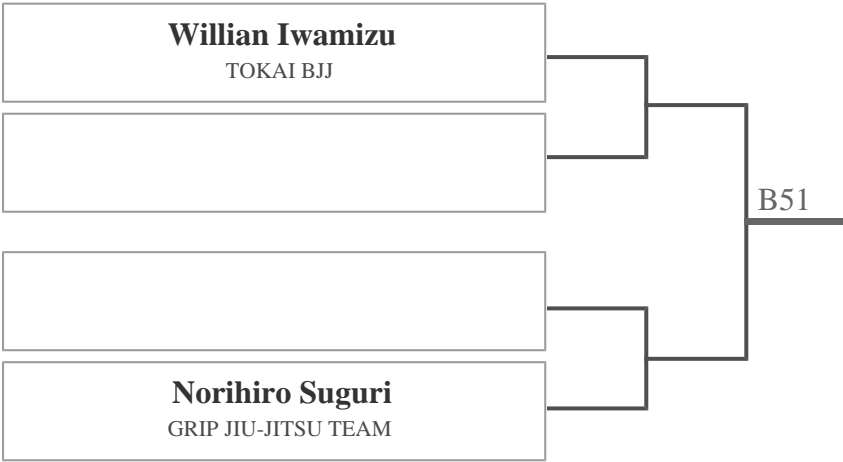 Willian Iwamizu
TOKAI BJJ
B51
Norihiro Suguri
GRIP JIU-JITSU TEAM